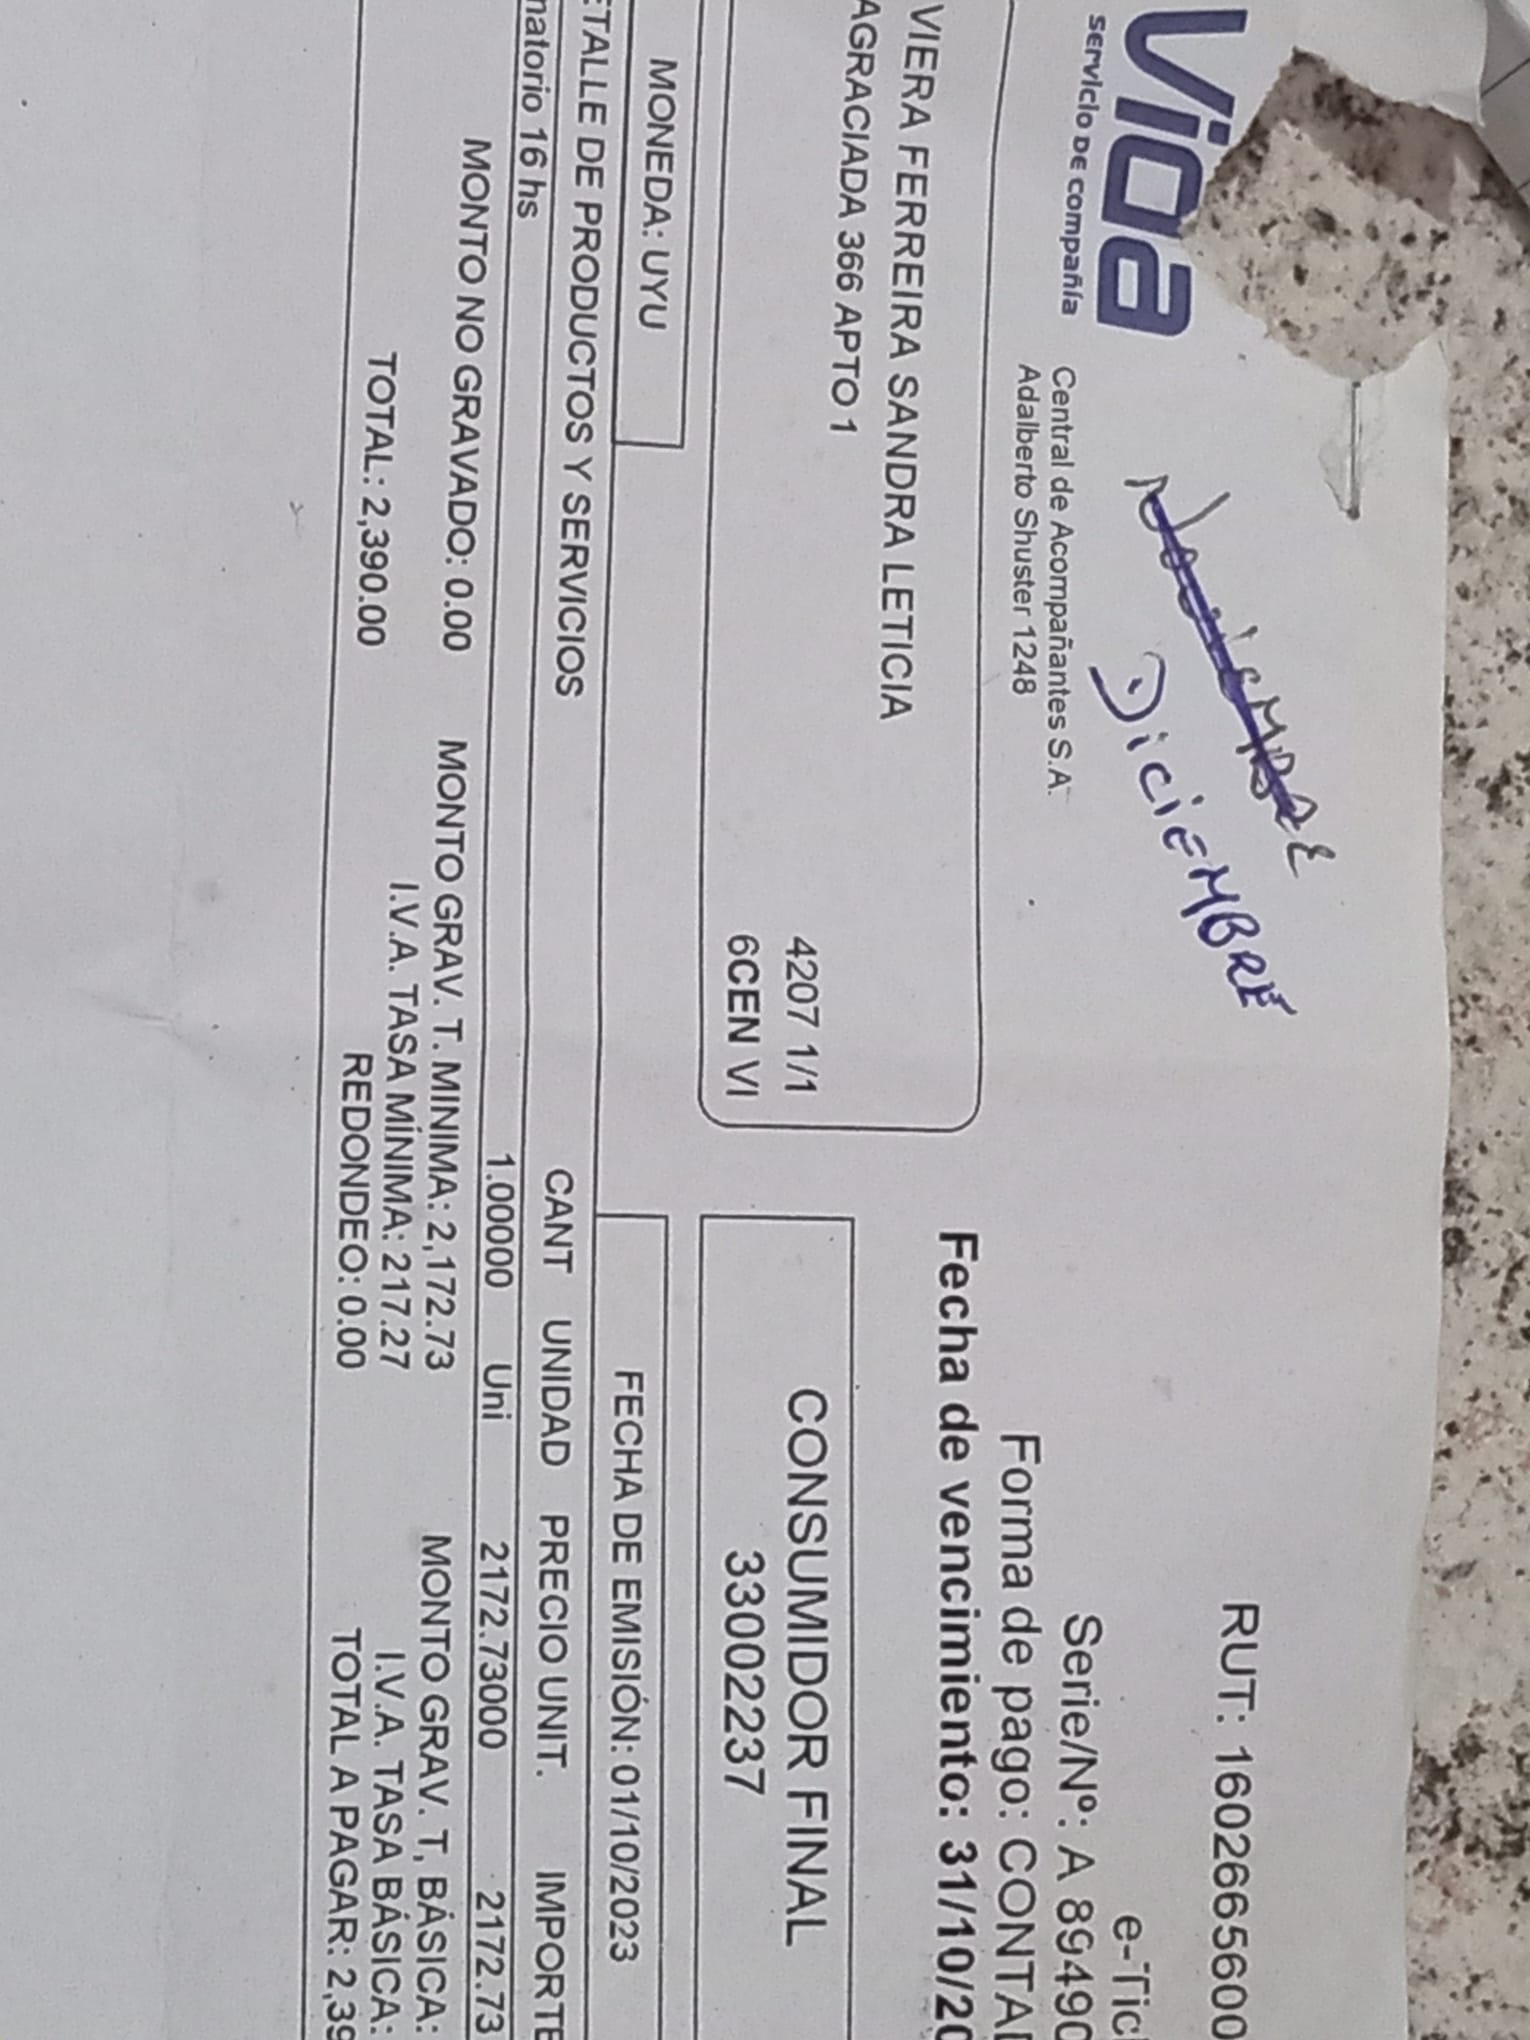 NovieMBRE
DiciEMBRE
Vida
servicio de compañía
Central de Acompañantes S.A.
Adalberto Shuster 1248
RUT: 1602665600
e-Tic
Serie/Nº: A 89490
Forma de pago: CONTA
Fecha de vencimiento: 31/10/20
VIERA FERREIRA SANDRA LETICIA
AGRACIADA 366 APTO 1
4207 1/1
6CEN VI
CONSUMIDOR FINAL
33002237
MONEDA: UYU
FECHA DE EMISIÓN: 01/10/2023
ETALLE DE PRODUCTOS Y SERVICIOS CANT UNIDAD PRECIO UNIT. IMPORTE
natorio 16 hs 1.00000 Uni 2172.73000 2172.73
MONTO NO GRAVADO: 0.00 MONTO GRAV. T. MINIMA: 2,172.73 MONTO GRAV. T, BÁSICA:
I.V.A. TASA MÍNIMA: 217.27 I.V.A. TASA BÁSICA:
TOTAL: 2,390.00 REDONDEO: 0.00 TOTAL A PAGAR: 2,39